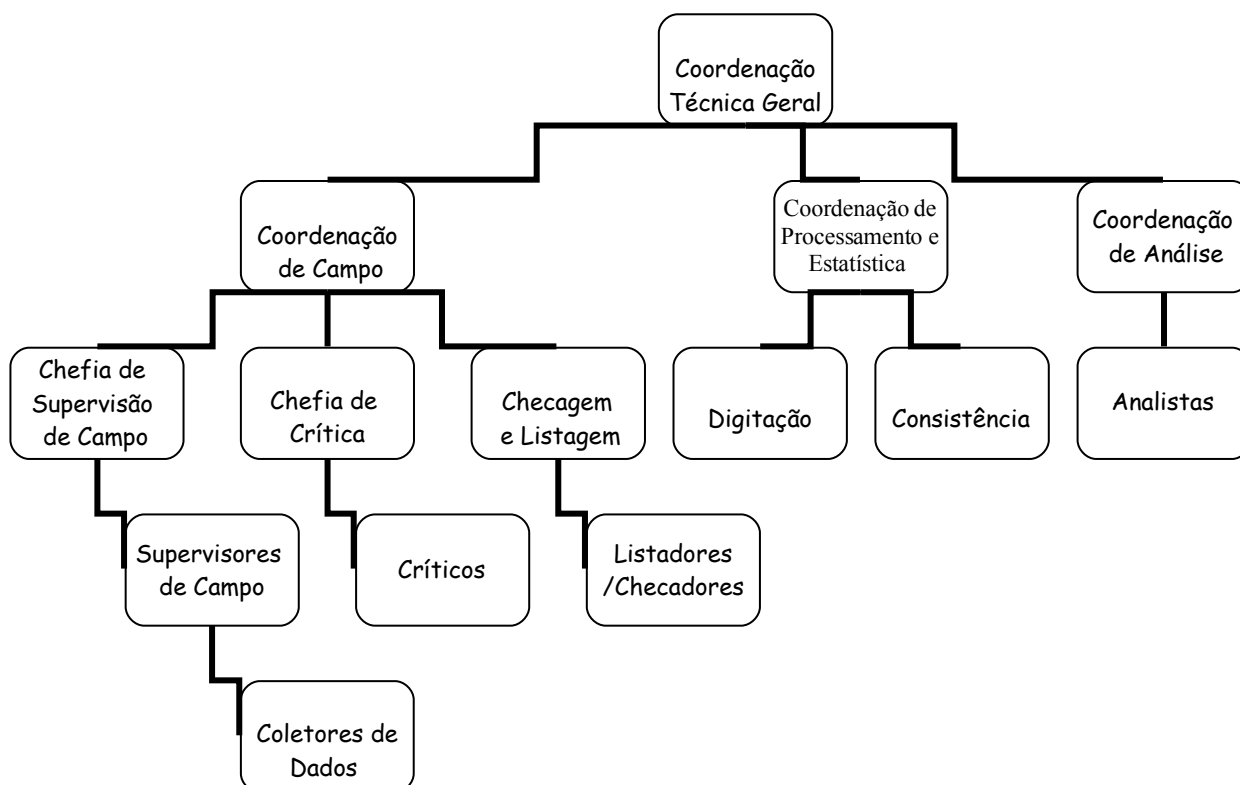 Coordenação
Técnica Geral
Coordenação
de Campo
Coordenação de
Processamento e
Estatística
Coordenação
de Análise
Chefia de
Supervisão
de Campo
Chefia de
Crítica
Checagem
e Listagem
Digitação
Consistência
Analistas
Supervisores
de Campo
Críticos
Listadores
/Checadores
Coletores de
Dados